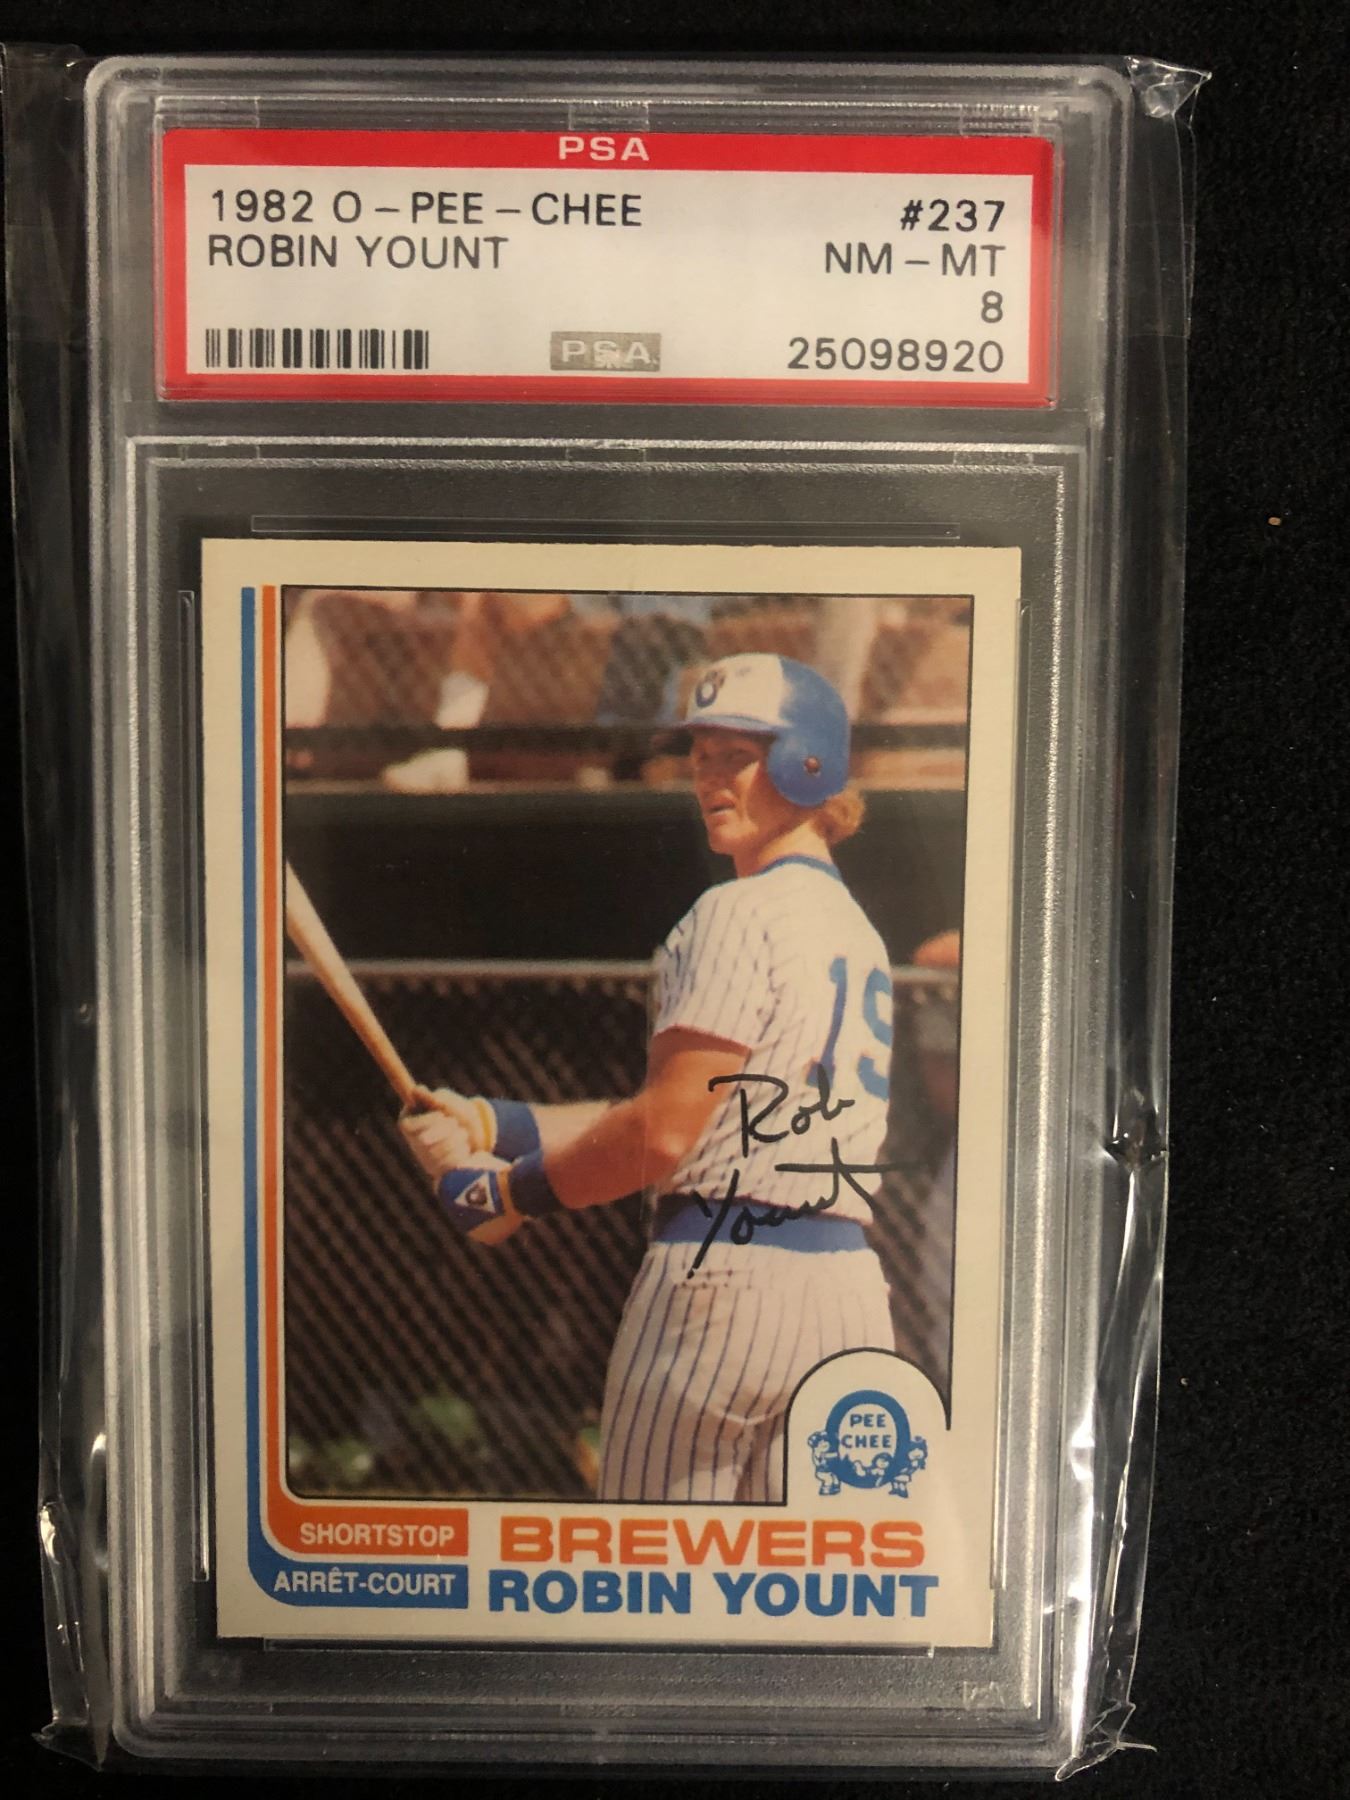 PSA
1982 O-PEE-CHEE #237
ROBIN YOUNT NM-MT
8
PSA 25098920
19
Rob
Yount
PEE
CHEE
SHORTSTOP BREWERS
ARRÊT-COURT ROBIN YOUNT